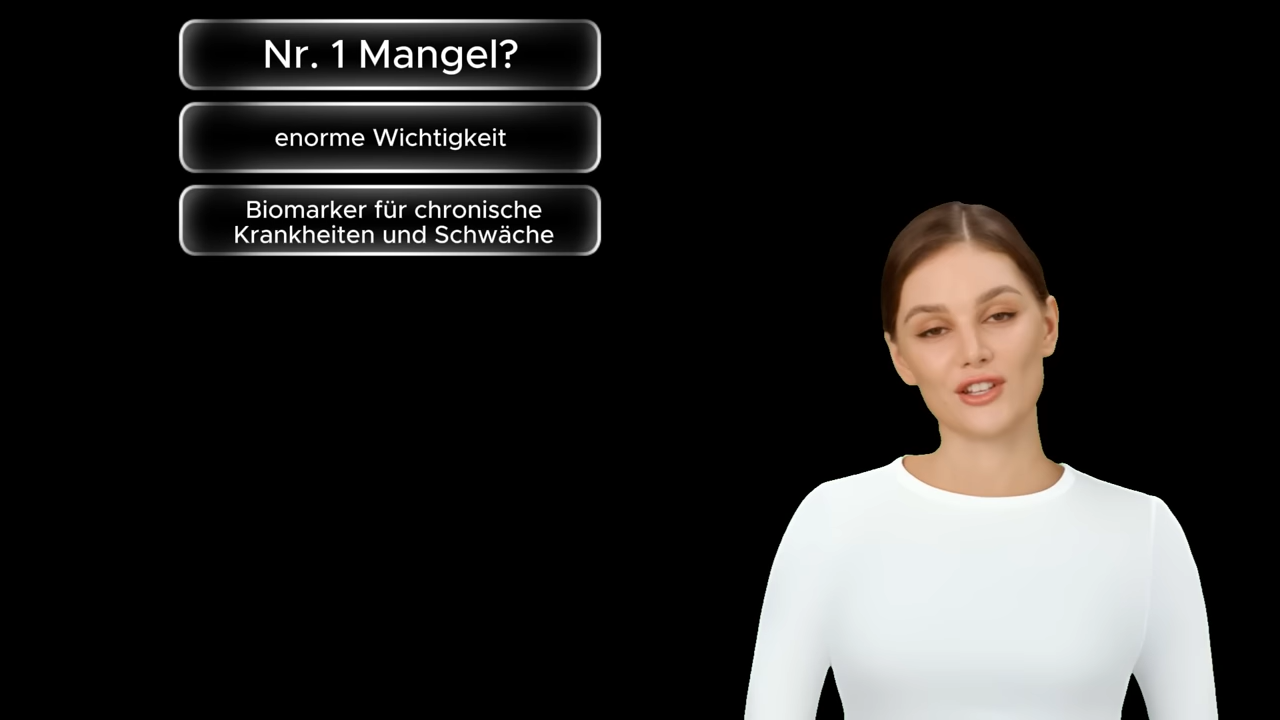 Nr. 1 Mangel?
enorme Wichtigkeit
Biomarker für chronische
Krankheiten und Schwäche